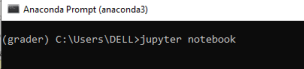 Anaconda Prompt (anaconda3)
(grader) C:\Users\DELL>jupyter notebook